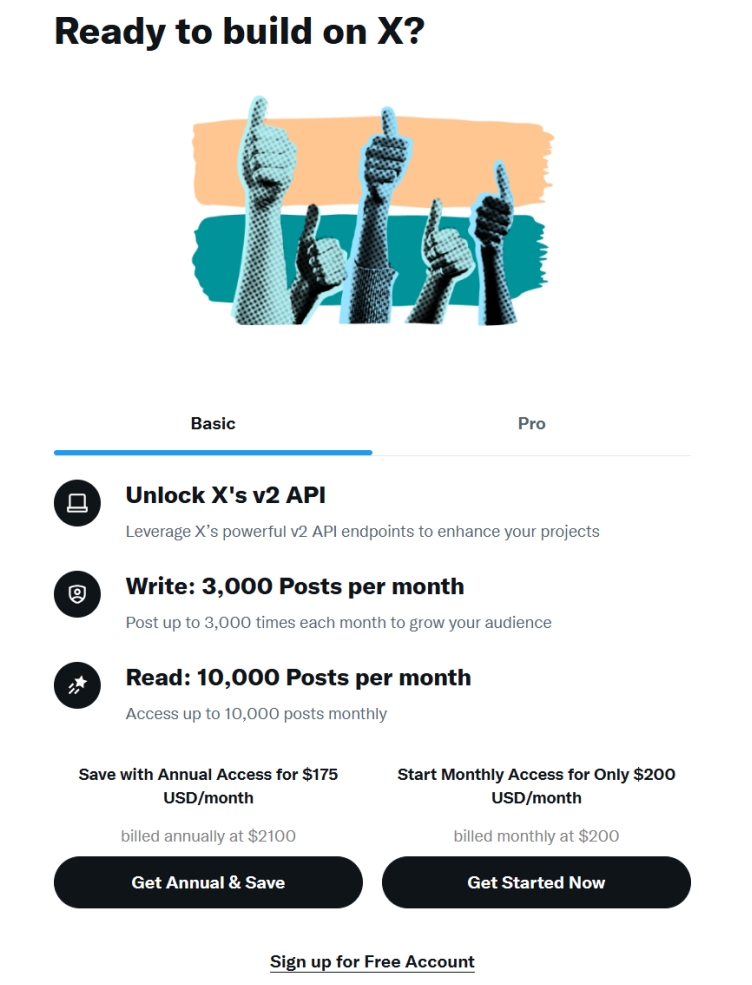 Ready to build on X?
Basic
Pro
Unlock X's v2 API
Leverage X’s powerful v2 API endpoints to enhance your projects
Write: 3,000 Posts per month
Post up to 3,000 times each month to grow your audience
Read: 10,000 Posts per month
Access up to 10,000 posts monthly
Save with Annual Access for $175
USD/month
billed annually at $2100
Get Annual & Save
Start Monthly Access for Only $200
USD/month
billed monthly at $200
Get Started Now
Sign up for Free Account